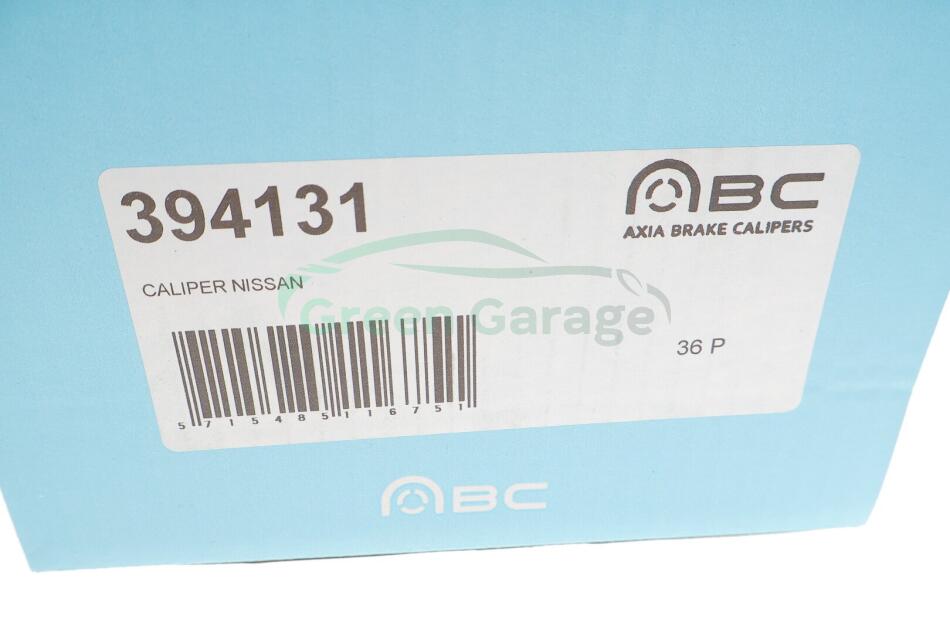 394131
ABC
AXIA BRAKE CALIPERS
CALIPER NISSAN
Green Garage
36 P
5715485116751
ABC